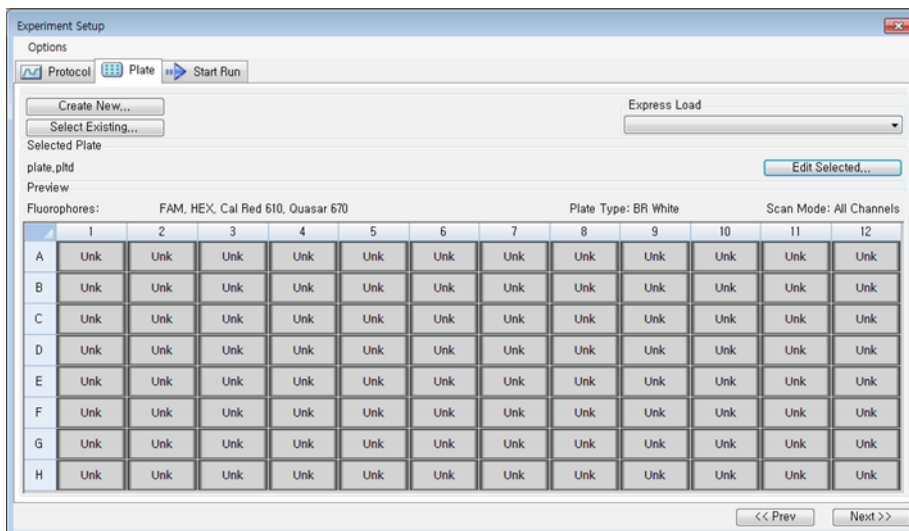 Experiment Setup
Options
Protocol Plate Start Run
Create New...
Select Existing...
Express Load
Selected Plate
plate.pltd
Edit Selected...
Preview
Fluorophores: FAM, HEX, Cal Red 610, Quasar 670 Plate Type: BR White Scan Mode: All Channels
1 2 3 4 5 6 7 8 9 10 11 12
A Unk Unk Unk Unk Unk Unk Unk Unk Unk Unk Unk Unk
B Unk Unk Unk Unk Unk Unk Unk Unk Unk Unk Unk Unk
C Unk Unk Unk Unk Unk Unk Unk Unk Unk Unk Unk Unk
D Unk Unk Unk Unk Unk Unk Unk Unk Unk Unk Unk Unk
E Unk Unk Unk Unk Unk Unk Unk Unk Unk Unk Unk Unk
F Unk Unk Unk Unk Unk Unk Unk Unk Unk Unk Unk Unk
G Unk Unk Unk Unk Unk Unk Unk Unk Unk Unk Unk Unk
H Unk Unk Unk Unk Unk Unk Unk Unk Unk Unk Unk Unk
<< Prev Next >>